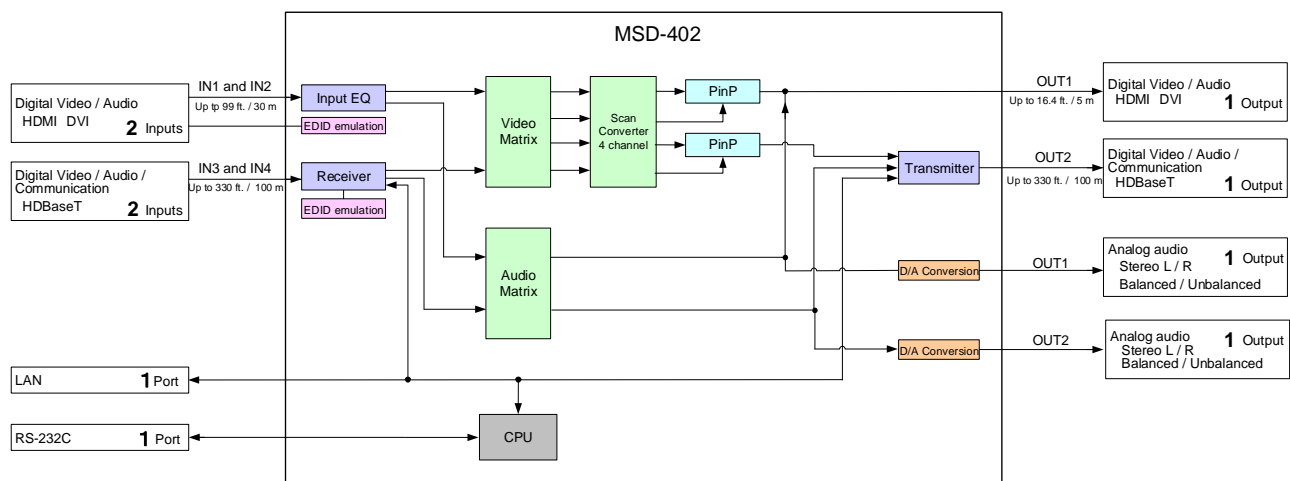 MSD-402
Digital Video / Audio
HDMI DVI
2 Inputs
IN1 and IN2
Up tp 99 ft. / 30 m
Input EQ
EDID emulation
Digital Video / Audio /
Communication
HDBaseT
2 Inputs
IN3 and IN4
Up to 330 ft. / 100 m
Receiver
EDID emulation
Video
Matrix
Scan
Converter
4 channel
PinP
PinP
Audio
Matrix
Transmitter
D/A Conversion
D/A Conversion
OUT1
Up to 16.4 ft. / 5 m
Digital Video / Audio
HDMI DVI
1 Output
OUT2
Up to 330 ft. / 100 m
Digital Video / Audio /
Communication
HDBaseT
1 Output
OUT1
Analog audio
1 Output
Stereo L / R
Balanced / Unbalanced
OUT2
Analog audio
1 Output
Stereo L / R
Balanced / Unbalanced
LAN 1 Port
RS-232C 1 Port
CPU